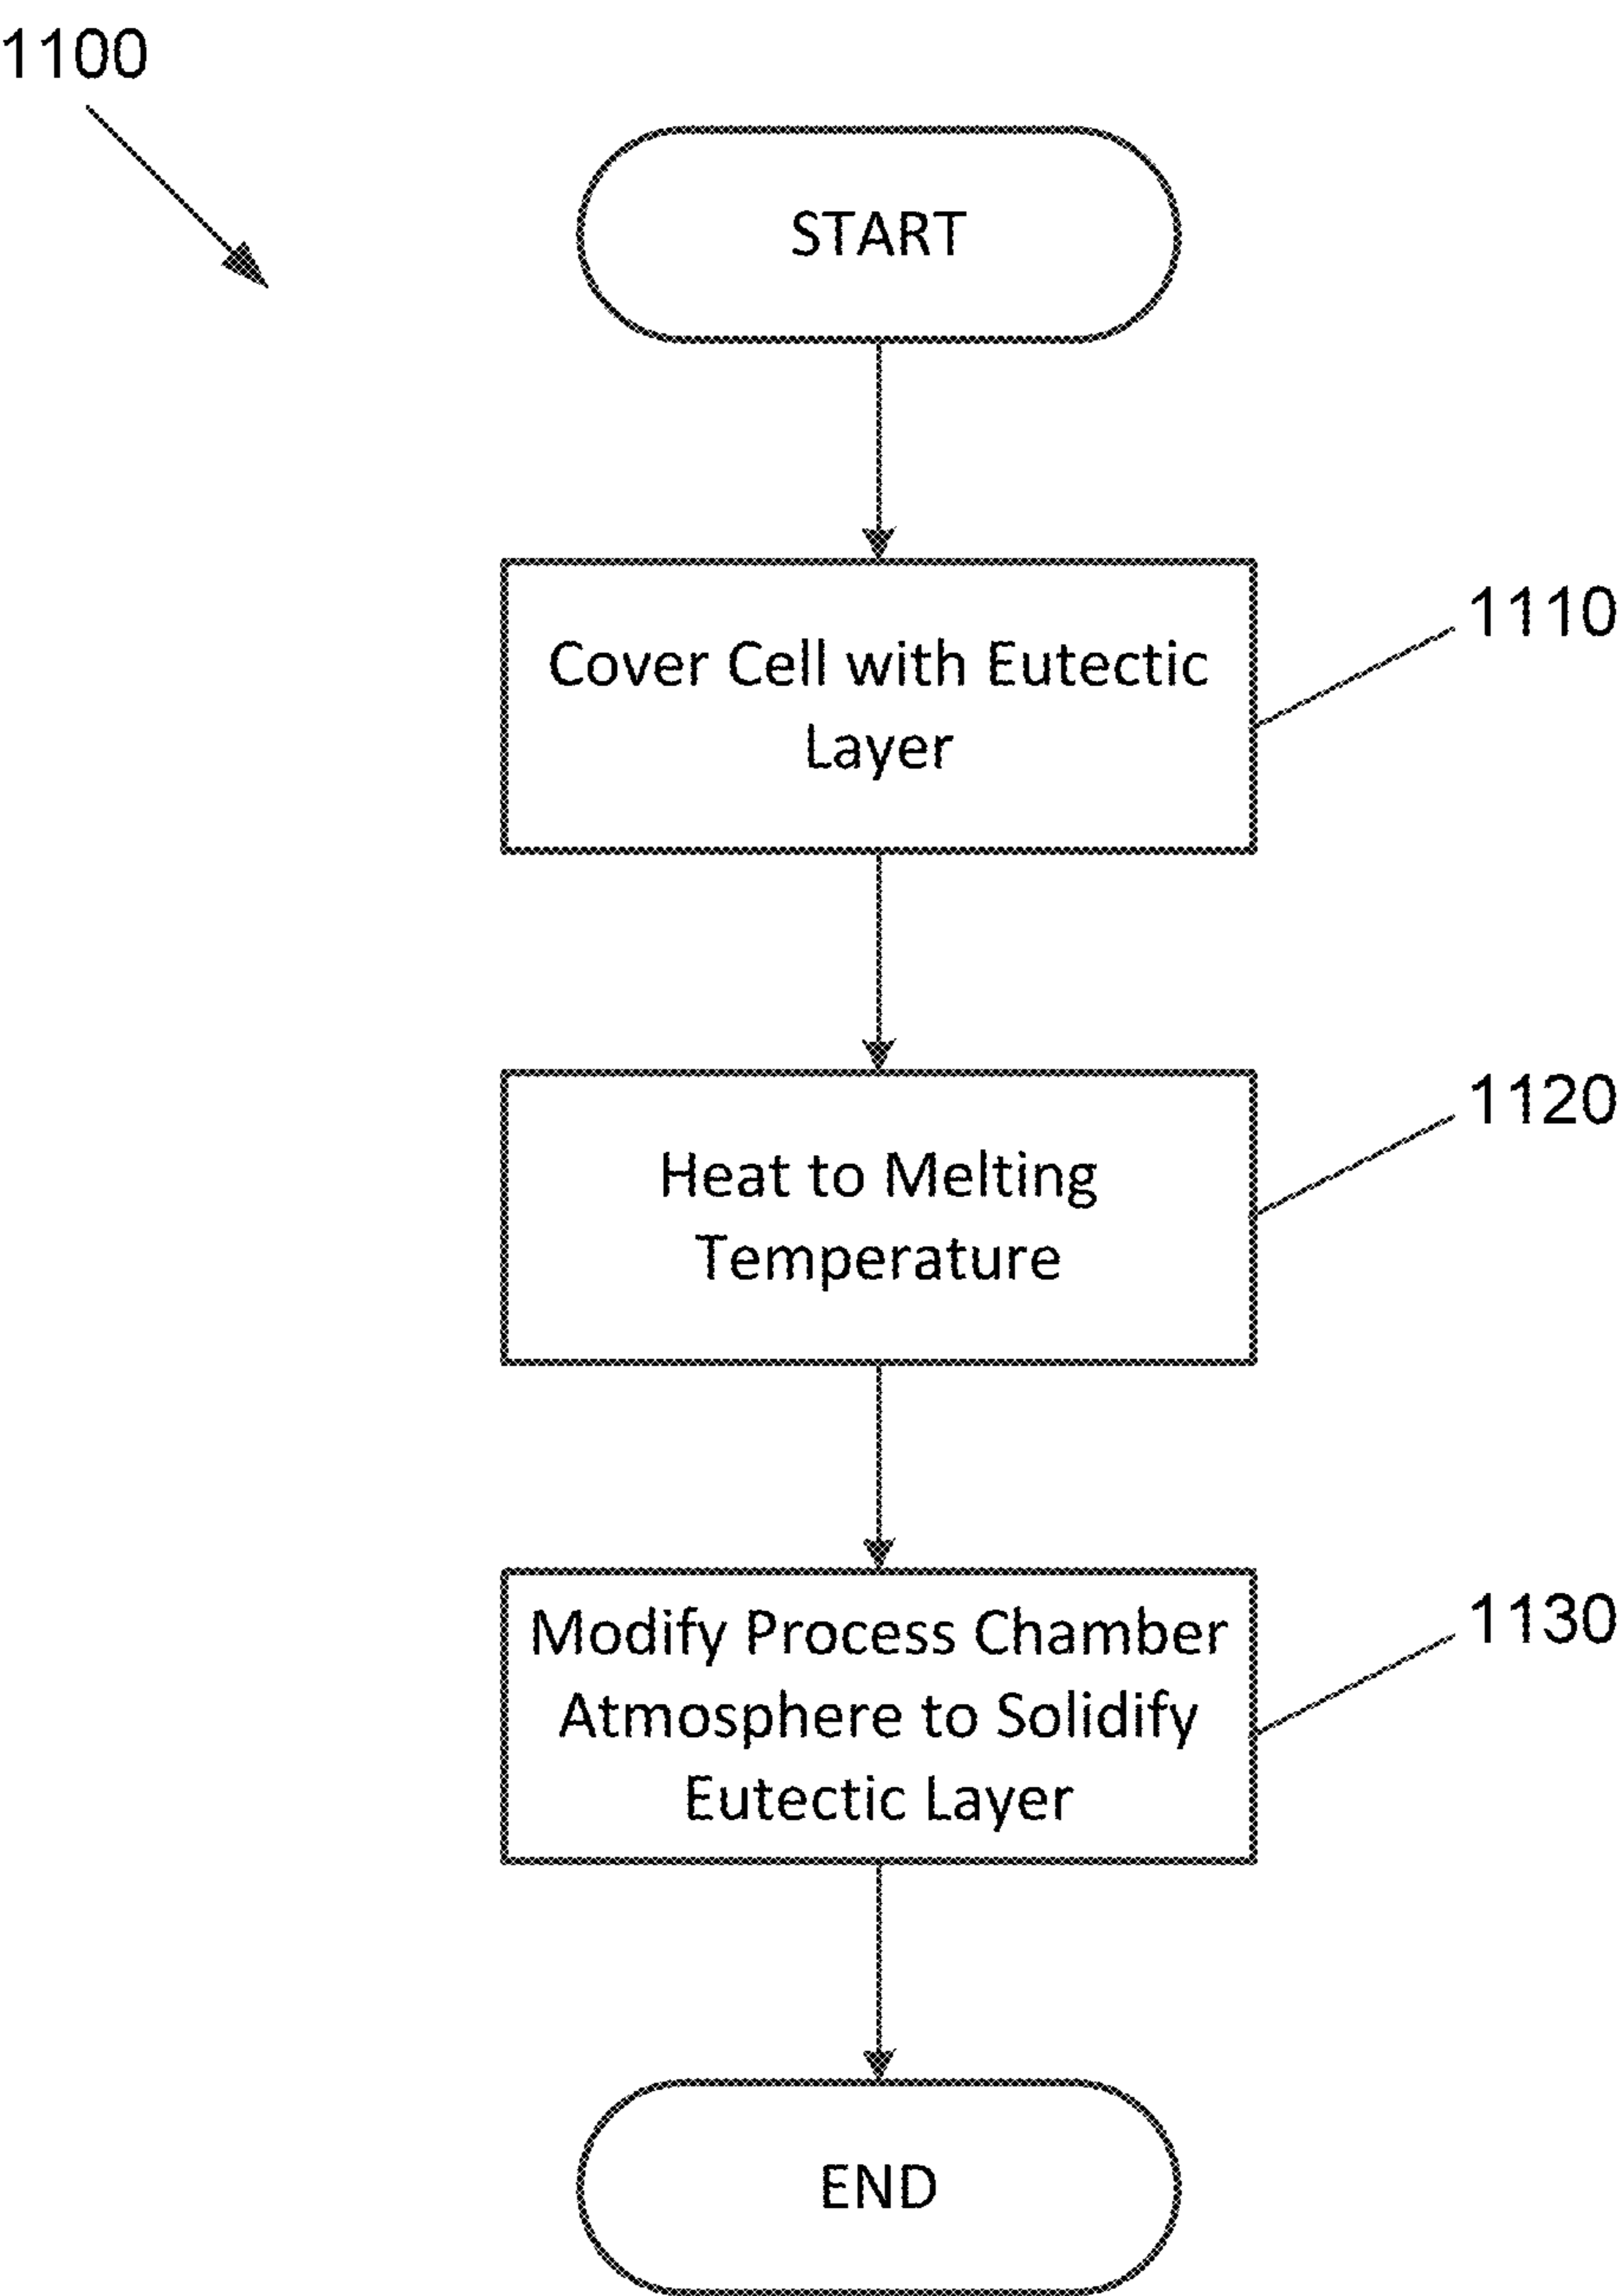 1100
START
Cover Cell with Eutectic
Layer
1110
Heat to Melting
Temperature
1120
Modify Process Chamber
Atmosphere to Solidify
Eutectic Layer
1130
END